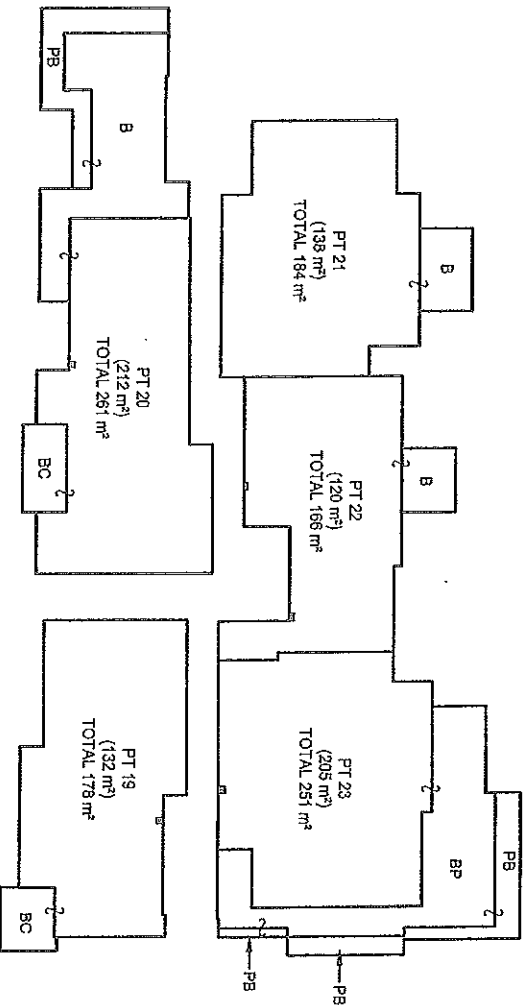 PB
B
PT 21
(138 m²)
TOTAL 184 m²
B
PT 20
(212 m²)
TOTAL 261 m²
BC
PT 22
(120 m²)
TOTAL 166 m²
B
PT 19
(132 m²)
TOTAL 178 m²
BC
PT 23
(205 m²)
TOTAL 251 m²
BP
PB
PB
PB